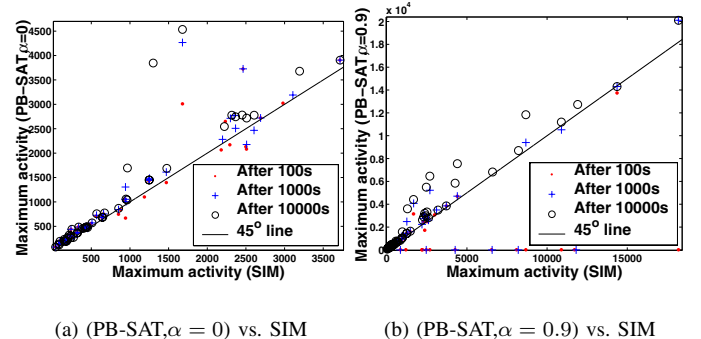 x 10⁴
Maximum activity (PB−SAT,α=0)
4500
4000
3500
3000
2500
2000
1500
1000
500
500 1000 1500 2000 2500 3000 3500
Maximum activity (SIM)
After 100s
After 1000s
After 10000s
45° line
Maximum activity (PB−SAT,α=0.9)
2
1.8
1.6
1.4
1.2
1
0.8
0.6
0.4
0.2
0
0 5000 10000 15000
Maximum activity (SIM)
After 100s
After 1000s
After 10000s
45° line
(a) (PB-SAT,α = 0) vs. SIM
(b) (PB-SAT,α = 0.9) vs. SIM